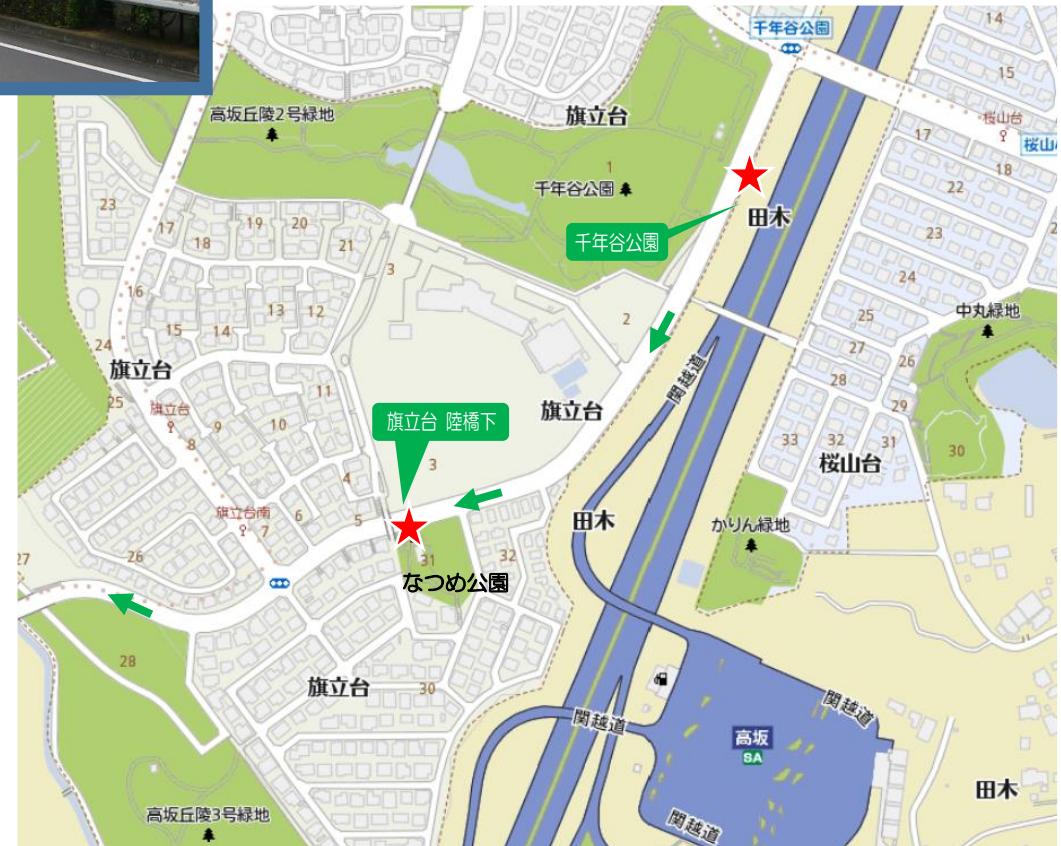 千年谷公園
14
15
高坂丘陵2号緑地
旗立台
桜山台
17
18
22
1
千年谷公園
23
田木
17
19
20
18
21
千年谷公園
23
3
24
16
13
12
2
25
中丸緑地
15
14
27
26
24
旗立台
関越道
28
11
25
旗立台
旗立台
29
9
10
旗立台 陸橋下
8
33
32
31
30
桜山台
3
4
旗立台南
6
5
7
田木
かりん緑地
27
26
31
32
なつめ公園
28
旗立台
30
関越道
関越道
高坂
SA
田木
高坂丘陵3号緑地
関越道